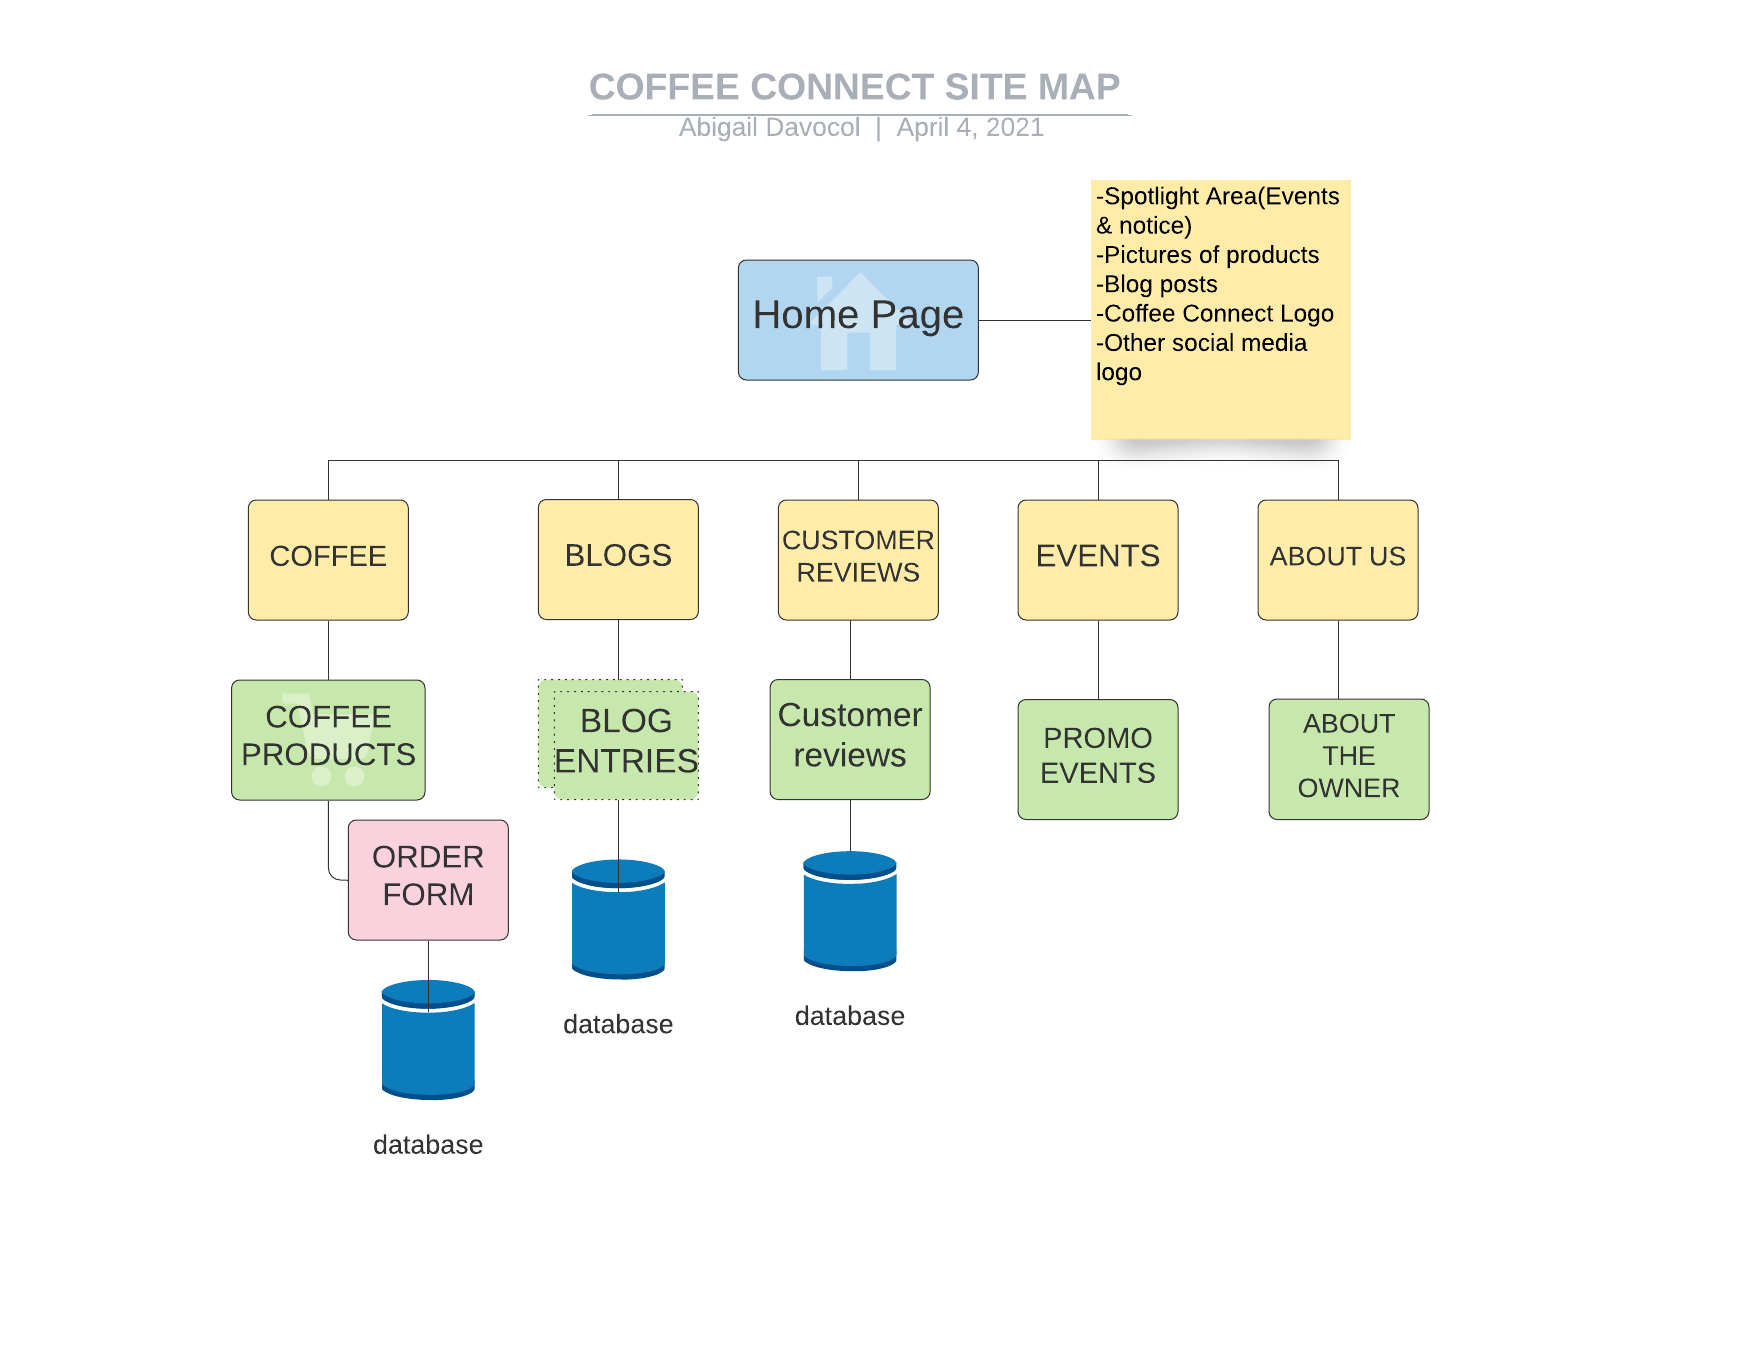 COFFEE CONNECT SITE MAP
Abigail Davocol | April 4, 2021
-Spotlight Area(Events
& notice)
-Pictures of products
-Blog posts
-Coffee Connect Logo
-Other social media
logo
Home Page
COFFEE
BLOGS
CUSTOMER
REVIEWS
EVENTS
ABOUT US
COFFEE
PRODUCTS
BLOG
ENTRIES
Customer
reviews
PROMO
EVENTS
ABOUT
THE
OWNER
ORDER
FORM
database
database
database